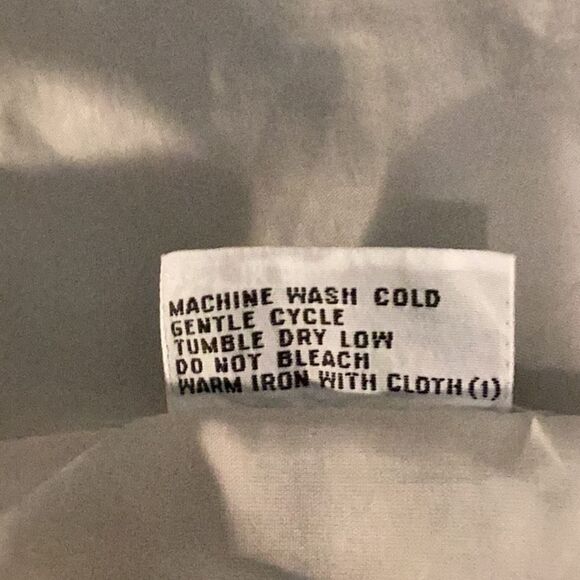 MACHINE WASH COLD
GENTLE CYCLE
TUMBLE DRY LOW
DO NOT BLEACH
WARM IRON WITH CLOTH (1)